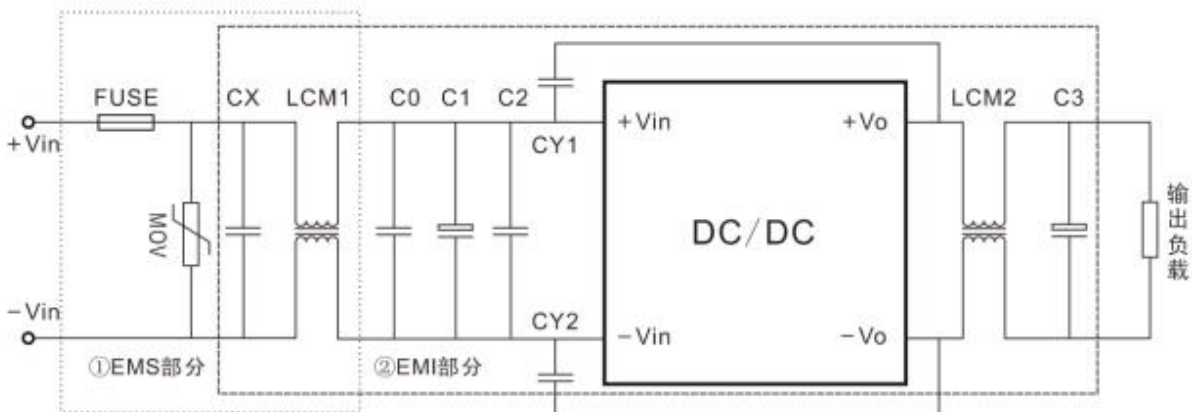 FUSE
CX
LCM1
C0
C1
C2
LCM2
C3
+Vin
CY1
+Vin
+Vo
MOV
DC/DC
输出负载
-Vin
CY2
-Vin
-Vo
①EMS部分
②EMI部分